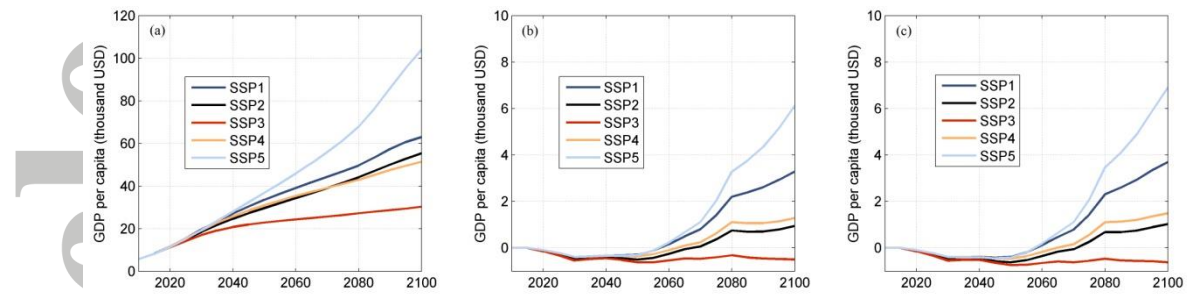 120
100
80
60
40
20
0
GDP per capita (thousand USD)
(a)
SSP1
SSP2
SSP3
SSP4
SSP5
2020 2040 2060 2080 2100
10
8
6
4
2
0
GDP per capita (thousand USD)
(b)
SSP1
SSP2
SSP3
SSP4
SSP5
2020 2040 2060 2080 2100
10
8
6
4
2
0
GDP per capita (thousand USD)
(c)
SSP1
SSP2
SSP3
SSP4
SSP5
2020 2040 2060 2080 2100